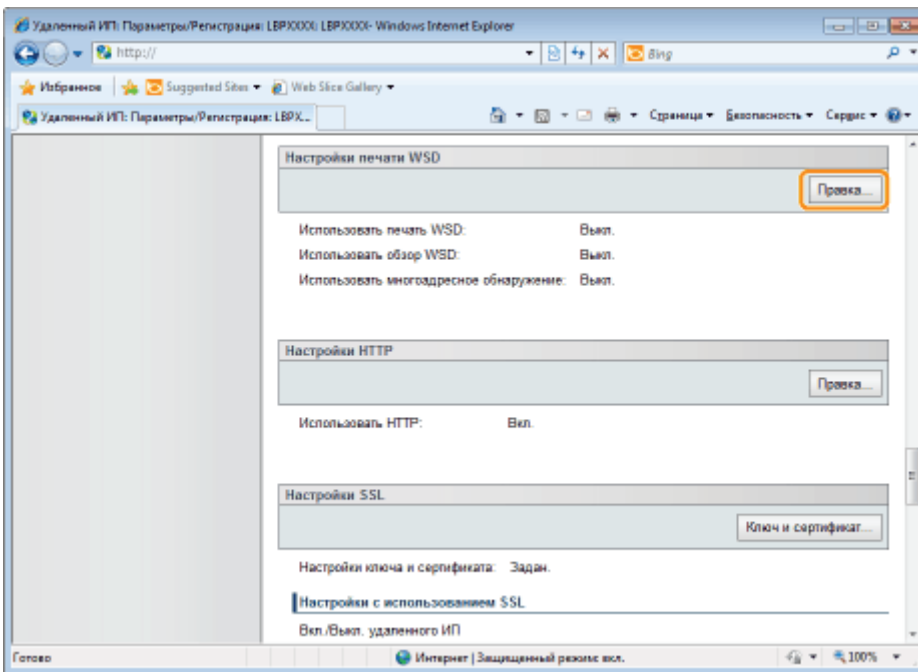 Удаленный ИП: Параметры/Регистрация: LBPXXXX: LBPXXXX- Windows Internet Explorer
http://
Bing
Избранное Suggested Sites Web Slice Gallery
Удаленный ИП: Параметры/Регистрация: LBPX... Страница Безопасность Сервис
Настройки печати WSD
Правка...
Использовать печать WSD: Выкл.
Использовать обзор WSD: Выкл.
Использовать многоадресное обнаружение: Выкл.
Настройки HTTP
Правка...
Использовать HTTP: Вкл.
Настройки SSL
Ключ и сертификат...
Настройки ключа и сертификата: Задан.
Настройки с использованием SSL
Вкл./Выкл. удаленного ИП
Готово Интернет | Защищенный режим: вкл. 100%